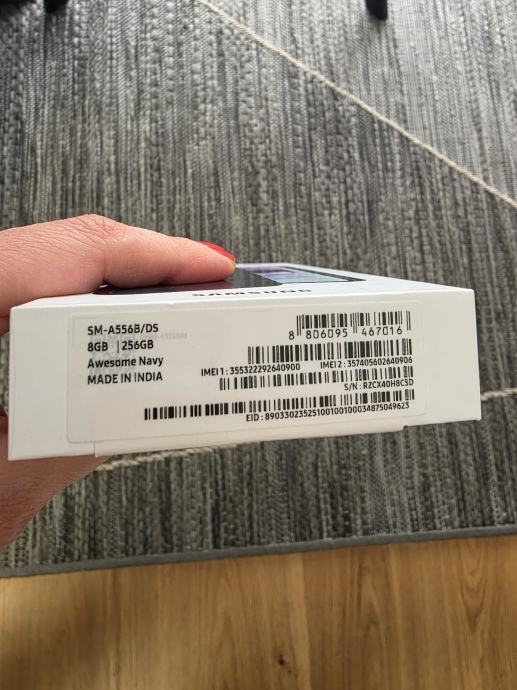 SAMSUNG
SM-A556B/DS
8GB | 256GB
Awesome Navy
MADE IN INDIA
8 806095 467016
IMEI 1 : 355322292640900 IMEI 2 : 357405602640906
S/N : RZCX40H8C5D
EID : 89033023525100100100034875049623